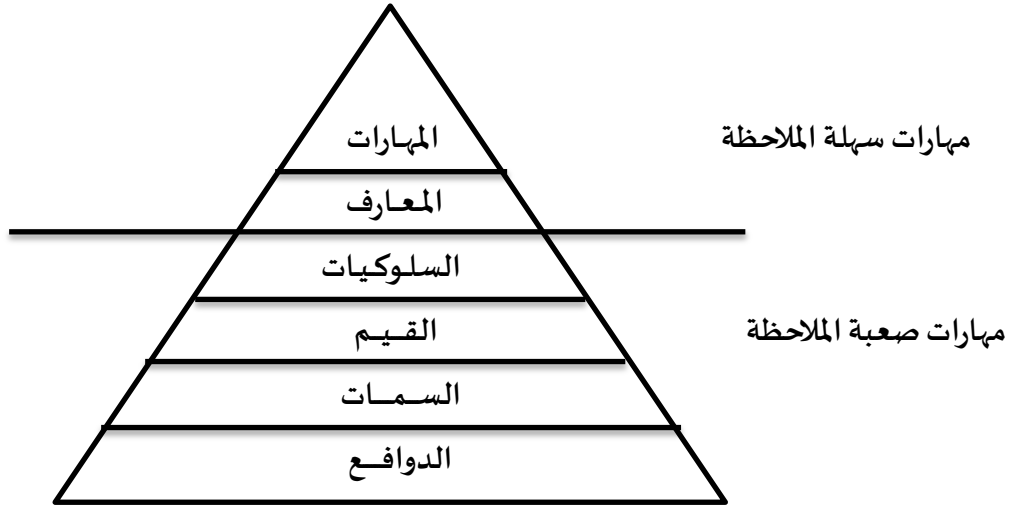 المهارات
مهارات سهلة الملاحظة
المعارف
السلوكيات
القيم
مهارات صعبة الملاحظة
السمات
الدوافع